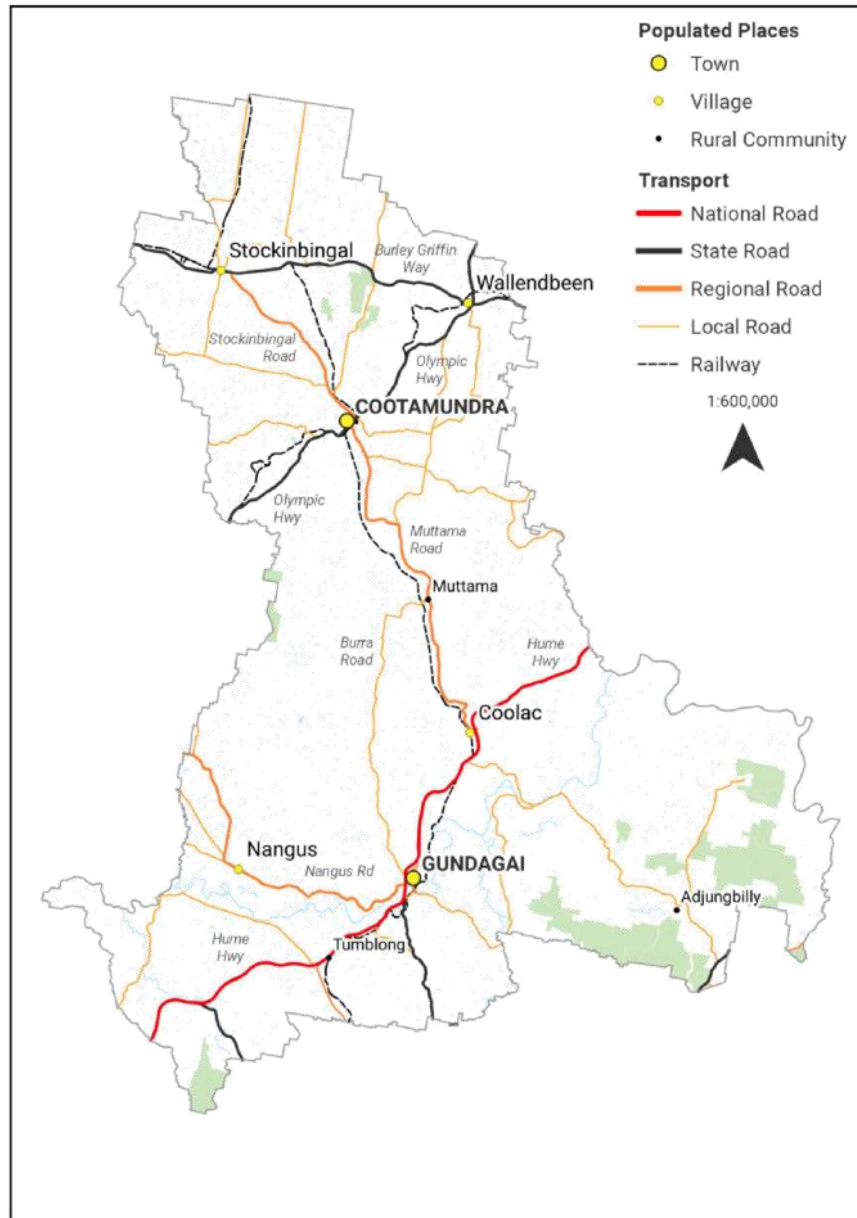 Populated Places
Town
Village
Rural Community
Transport
National Road
State Road
Regional Road
Local Road
Railway
1:600,000
Stockinbingal
Burley Griffin
Way
Wallendbeen
Stockinbingal
Road
Olympic
Hwy
COOTAMUNDRA
Olympic
Hwy
Muttama
Road
Muttama
Burra
Road
Hume
Hwy
Coolac
Nangus
Nangus Rd
GUNDAGAI
Adjungbilly
Hume
Hwy
Tumblong